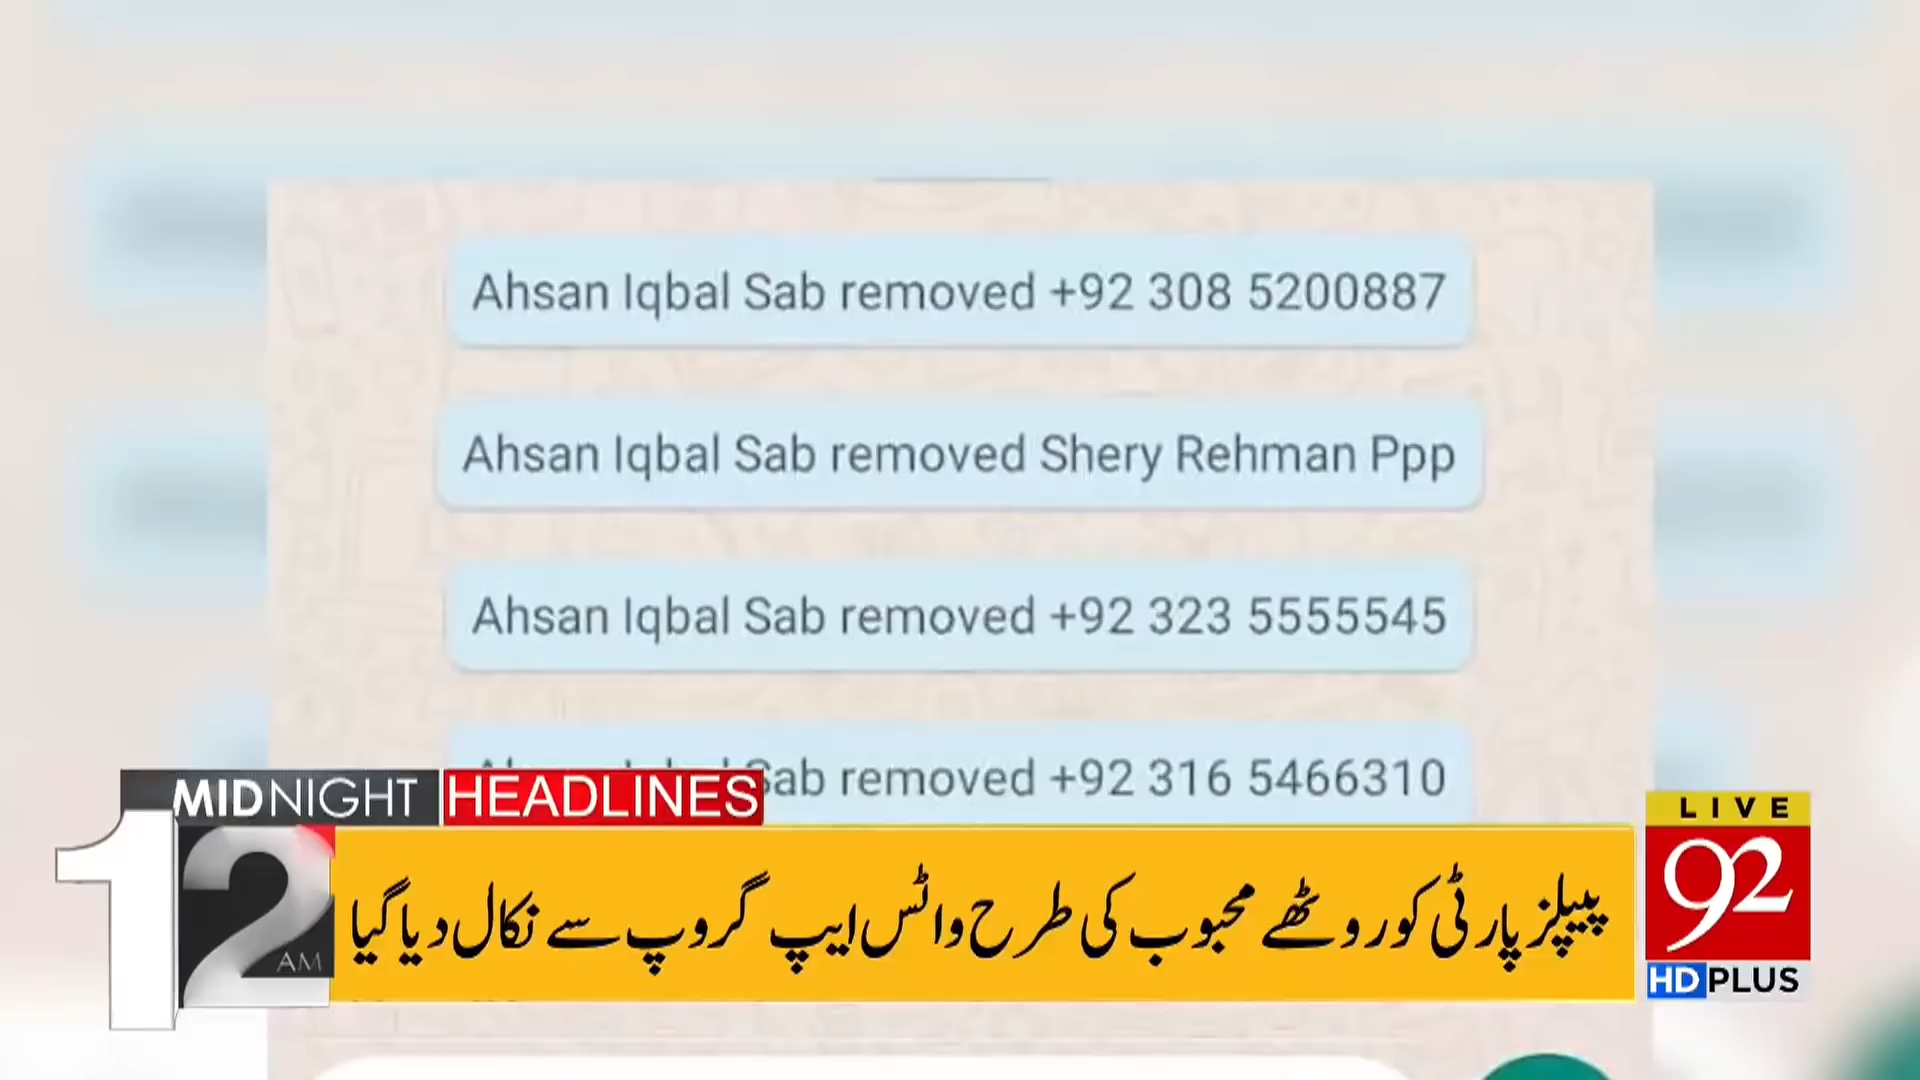 Ahsan Iqbal Sab removed +92 308 5200887
Ahsan Iqbal Sab removed Shery Rehman Ppp
Ahsan Iqbal Sab removed +92 323 5555545
Sab removed +92 316 5466310
MIDNIGHT HEADLINES
12 AM
پیپلز پارٹی کو روٹھے محبوب کی طرح واٹس ایپ گروپ سے نکال دیا گیا
LIVE
92
HD PLUS